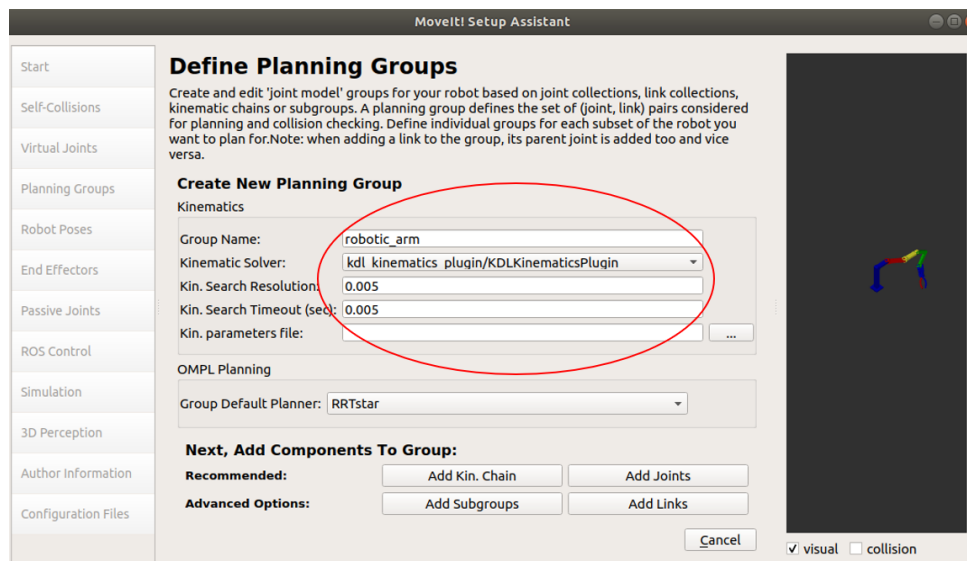 MoveIt! Setup Assistant
Start
Self-Collisions
Virtual Joints
Planning Groups
Robot Poses
End Effectors
Passive Joints
ROS Control
Simulation
3D Perception
Author Information
Configuration Files
Define Planning Groups
Create and edit 'joint model' groups for your robot based on joint collections, link collections,
kinematic chains or subgroups. A planning group defines the set of (joint, link) pairs considered
for planning and collision checking. Define individual groups for each subset of the robot you
want to plan for.Note: when adding a link to the group, its parent joint is added too and vice
versa.
Create New Planning Group
Kinematics
Group Name: robotic_arm
Kinematic Solver: kdl_kinematics_plugin/KDLKinematicsPlugin
Kin. Search Resolution: 0.005
Kin. Search Timeout (sec): 0.005
Kin. parameters file: ...
OMPL Planning
Group Default Planner: RRTstar
Next, Add Components To Group:
Recommended: Add Kin. Chain Add Joints
Advanced Options: Add Subgroups Add Links
Cancel
visual collision